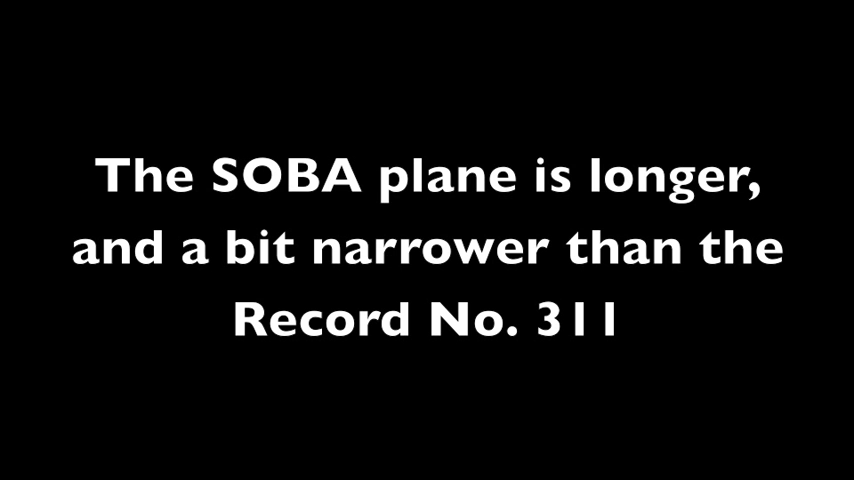 The SOBA plane is longer,
and a bit narrower than the
Record No. 311